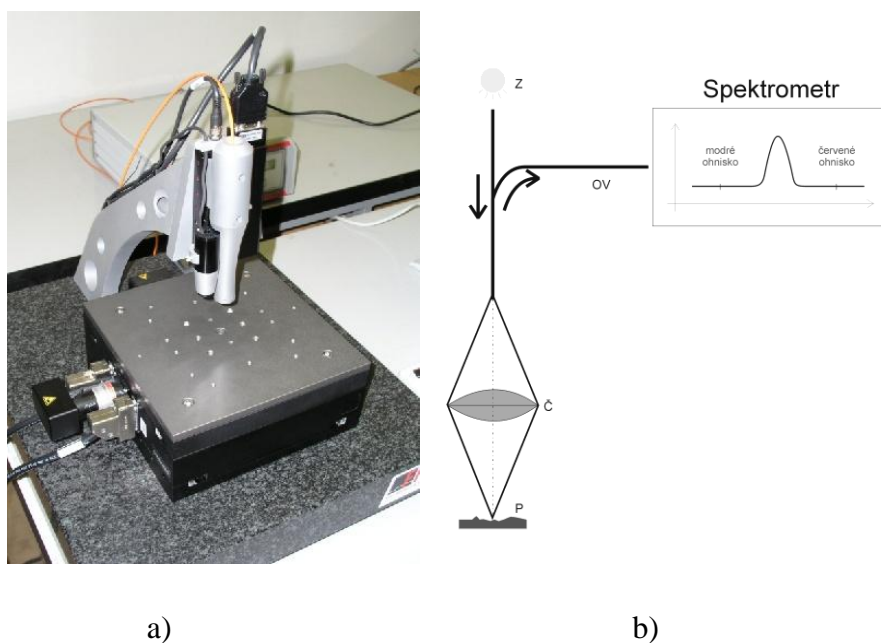 Z
Spektrometr
modré
ohnisko
červené
ohnisko
OV
Č
P
a)
b)